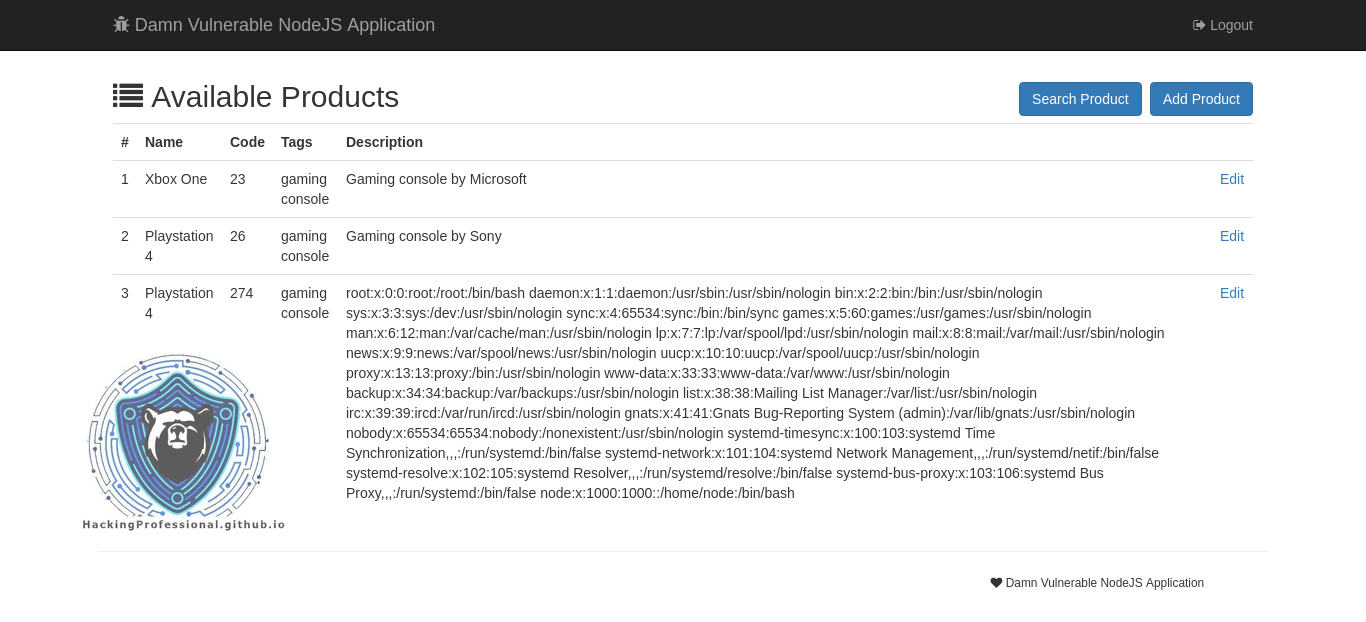 Damn Vulnerable NodeJS Application
Logout
Available Products
Search Product
Add Product
# Name Code Tags Description
1 Xbox One 23 gaming Gaming console by Microsoft Edit
console
2 Playstation 26 gaming Gaming console by Sony Edit
4 console
3 Playstation 274 gaming root:x:0:0:root:/root:/bin/bash daemon:x:1:1:daemon:/usr/sbin:/usr/sbin/nologin bin:x:2:2:bin:/bin:/usr/sbin/nologin Edit
4 console sys:x:3:3:sys:/dev:/usr/sbin/nologin sync:x:4:65534:sync:/bin:/bin/sync games:x:5:60:games:/usr/games:/usr/sbin/nologin
man:x:6:12:man:/var/cache/man:/usr/sbin/nologin lp:x:7:7:lp:/var/spool/lpd:/usr/sbin/nologin mail:x:8:8:mail:/var/mail:/usr/sbin/nologin
news:x:9:9:news:/var/spool/news:/usr/sbin/nologin uucp:x:10:10:uucp:/var/spool/uucp:/usr/sbin/nologin
proxy:x:13:13:proxy:/bin:/usr/sbin/nologin www-data:x:33:33:www-data:/var/www:/usr/sbin/nologin
backup:x:34:34:backup:/var/backups:/usr/sbin/nologin list:x:38:38:Mailing List Manager:/var/list:/usr/sbin/nologin
irc:x:39:39:ircd:/var/run/ircd:/usr/sbin/nologin gnats:x:41:41:Gnats Bug-Reporting System (admin):/var/lib/gnats:/usr/sbin/nologin
nobody:x:65534:65534:nobody:/nonexistent:/usr/sbin/nologin systemd-timesync:x:100:103:systemd Time
Synchronization,,,:/run/systemd:/bin/false systemd-network:x:101:104:systemd Network Management,,,:/run/systemd/netif:/bin/false
systemd-resolve:x:102:105:systemd Resolver,,,:/run/systemd/resolve:/bin/false systemd-bus-proxy:x:103:106:systemd Bus
Proxy,,,:/run/systemd:/bin/false node:x:1000:1000::/home/node:/bin/bash
HackingProfessional.github.io
Damn Vulnerable NodeJS Application